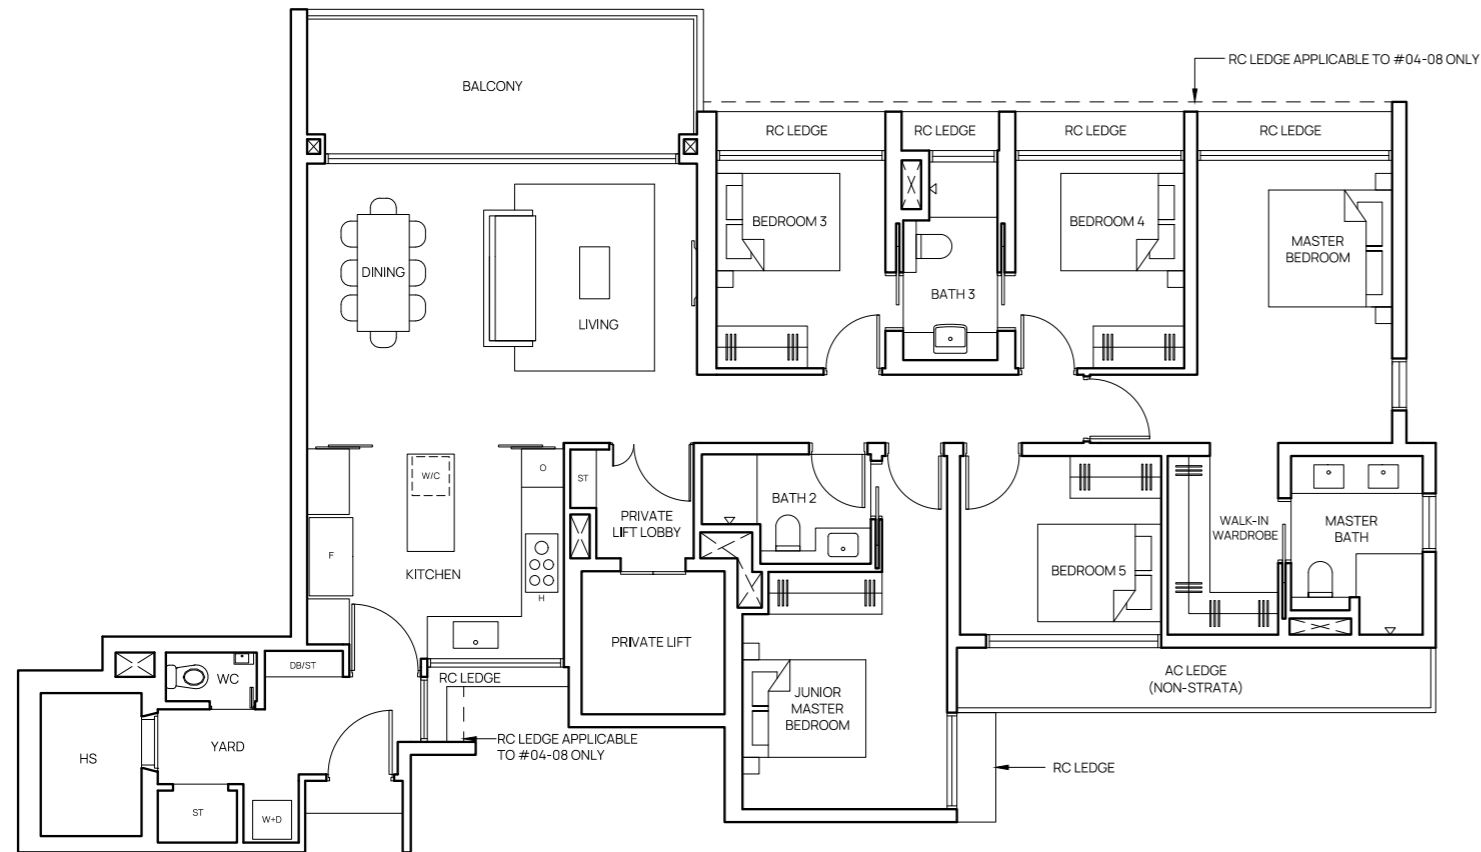 RC LEDGE APPLICABLE TO #04-08 ONLY
BALCONY
RC LEDGE
RC LEDGE
RC LEDGE
RC LEDGE
BEDROOM 3
BEDROOM 4
MASTER
BEDROOM
DINING
BATH 3
LIVING
W/C
O
ST
BATH 2
PRIVATE
LIFT LOBBY
WALK-IN
WARDROBE
MASTER
BATH
F
KITCHEN
H
BEDROOM 5
PRIVATE LIFT
DB/ST
WC
RC LEDGE
AC LEDGE
(NON-STRATA)
JUNIOR
MASTER
BEDROOM
HS
YARD
RC LEDGE APPLICABLE
TO #04-08 ONLY
RC LEDGE
ST
W+D